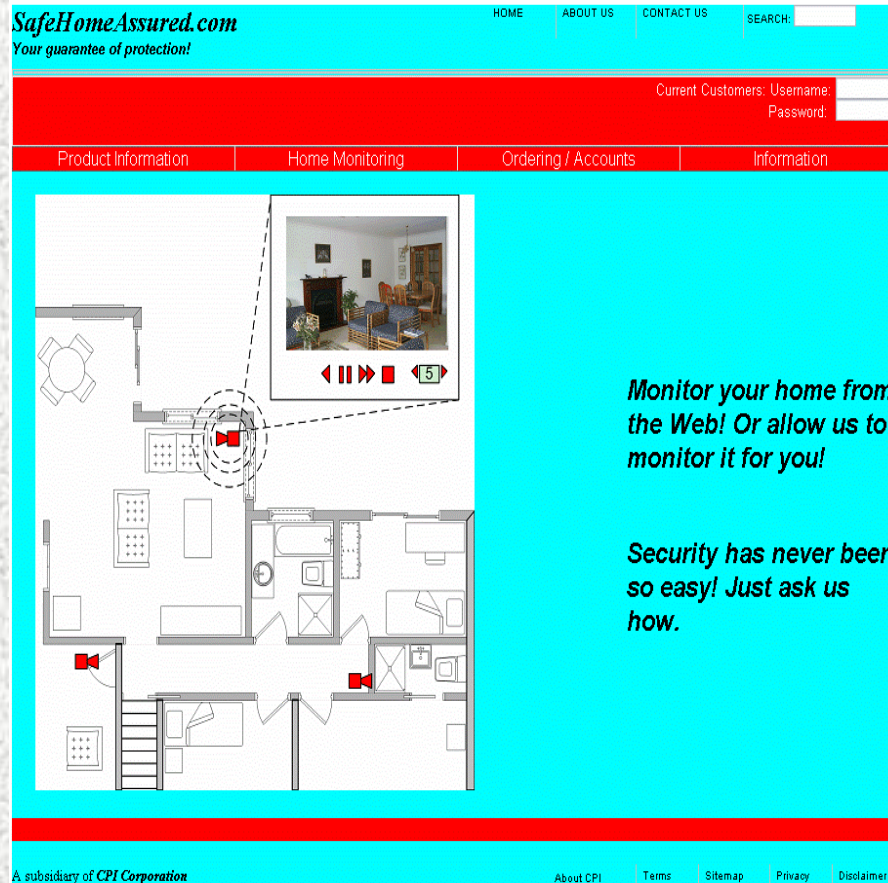 SafeHomeAssured.com
Your guarantee of protection!
HOME ABOUT US CONTACT US SEARCH:
Current Customers: Username:
Password:
Product Information Home Monitoring Ordering / Accounts Information
5
Monitor your home from
the Web! Or allow us to
monitor it for you!
Security has never been
so easy! Just ask us
how.
A subsidiary of CPI Corporation
About CPI Terms Sitemap Privacy Disclaimer